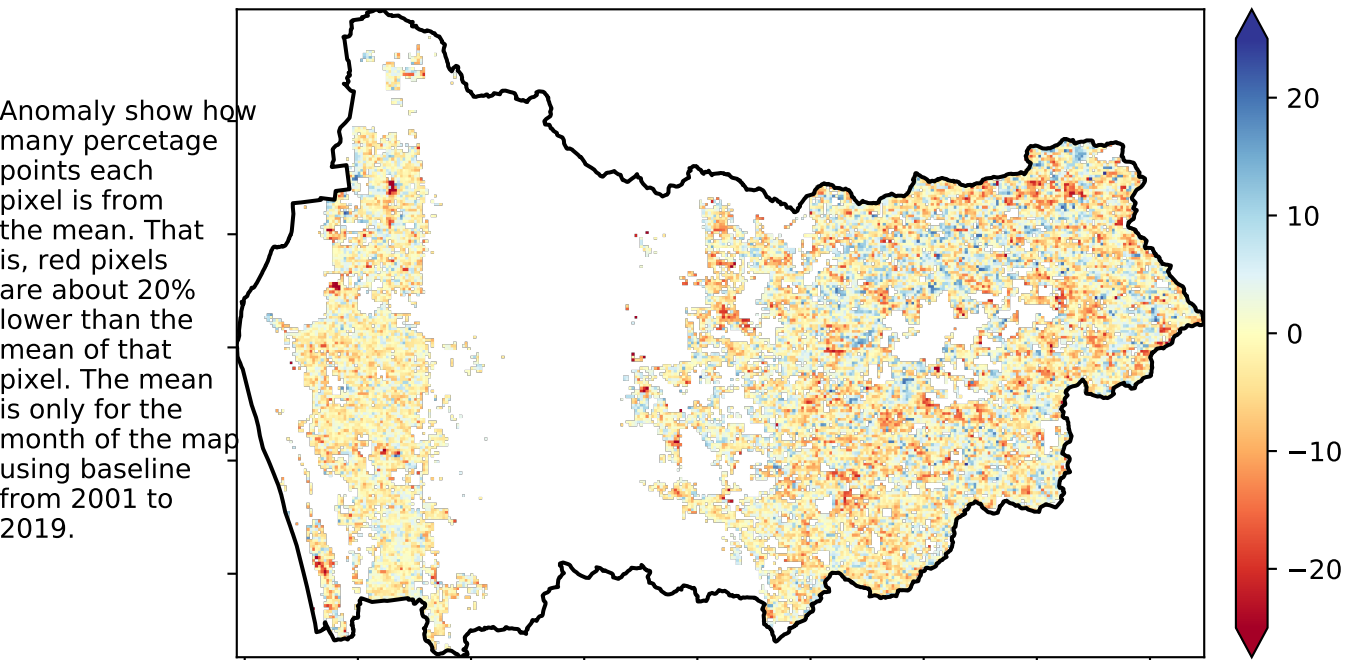 Anomaly show how
many percetage
points each
pixel is from
the mean. That
is, red pixels
are about 20%
lower than the
mean of that
pixel. The mean
is only for the
month of the map
using baseline
from 2001 to
2019.
20
10
0
−10
−20